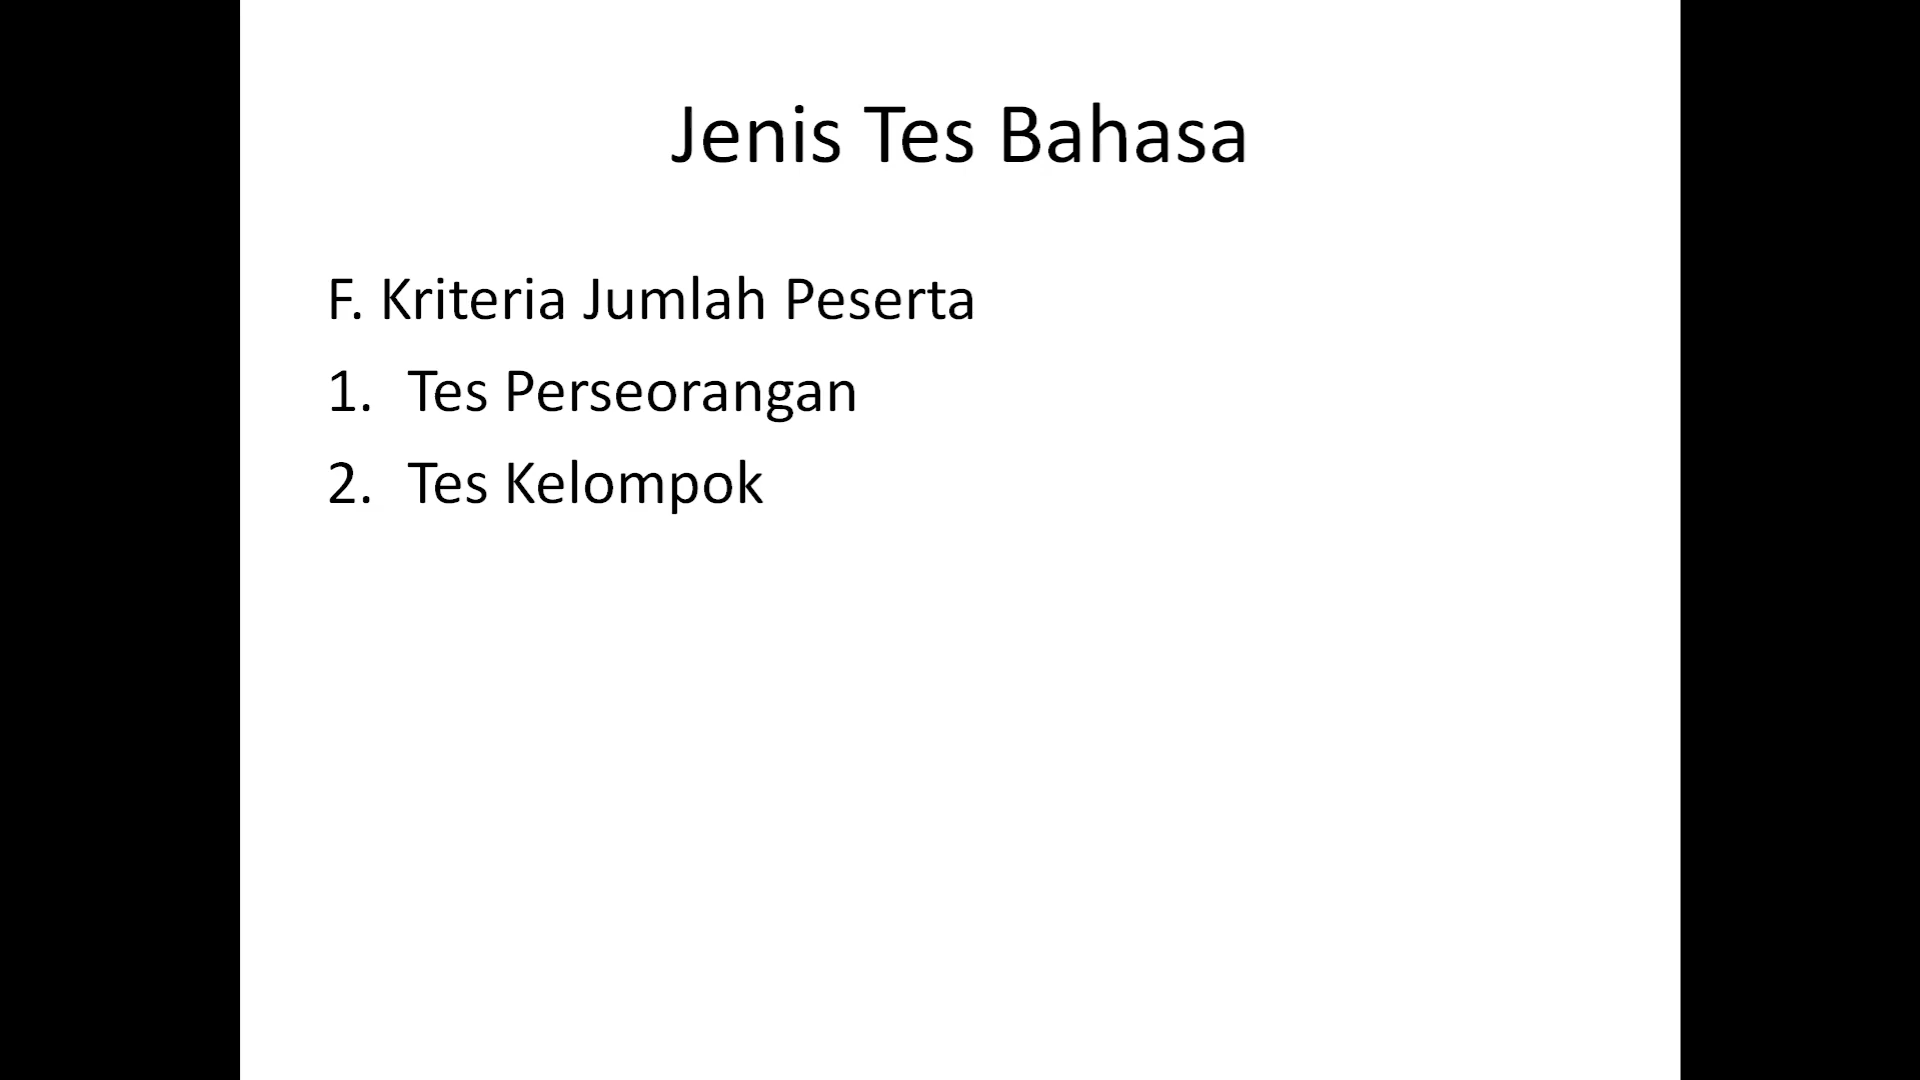 Jenis Tes Bahasa
F. Kriteria Jumlah Peserta
1. Tes Perseorangan
2. Tes Kelompok